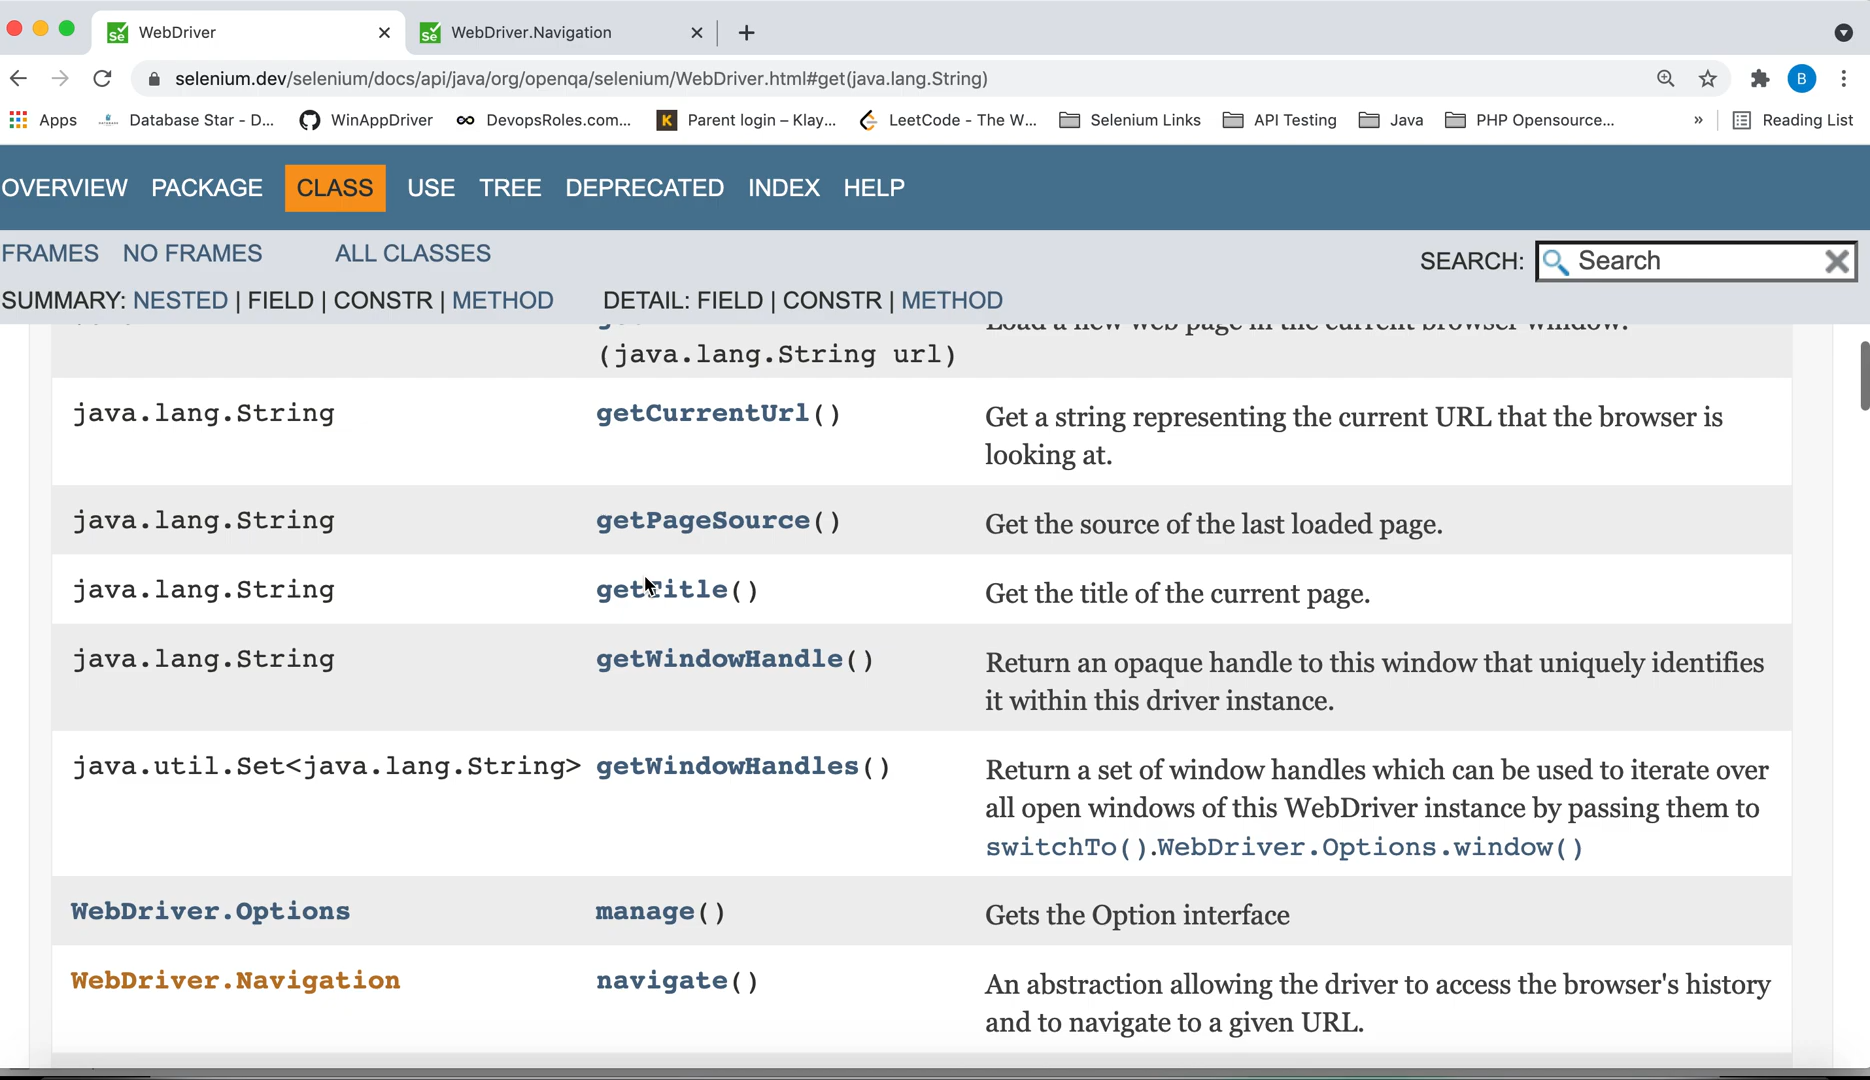 WebDriver
WebDriver.Navigation
selenium.dev/selenium/docs/api/java/org/openqa/selenium/WebDriver.html#get(java.lang.String)
B
Apps
Database Star - D...
WinAppDriver
DevopsRoles.com...
Parent login – Klay...
LeetCode - The W...
Selenium Links
API Testing
Java
PHP Opensource...
»
Reading List
OVERVIEW PACKAGE CLASS USE TREE DEPRECATED INDEX HELP
FRAMES NO FRAMES ALL CLASSES
SEARCH: Search
SUMMARY: NESTED | FIELD | CONSTR | METHOD DETAIL: FIELD | CONSTR | METHOD
Load a new web page in the current browser window.
(java.lang.String url)
java.lang.String getCurrentUrl() Get a string representing the current URL that the browser is
looking at.
java.lang.String getPageSource() Get the source of the last loaded page.
java.lang.String getTitle() Get the title of the current page.
java.lang.String getWindowHandle() Return an opaque handle to this window that uniquely identifies
it within this driver instance.
java.util.Set<java.lang.String> getWindowHandles() Return a set of window handles which can be used to iterate over
all open windows of this WebDriver instance by passing them to
switchTo().WebDriver.Options.window()
WebDriver.Options manage() Gets the Option interface
WebDriver.Navigation navigate() An abstraction allowing the driver to access the browser's history
and to navigate to a given URL.